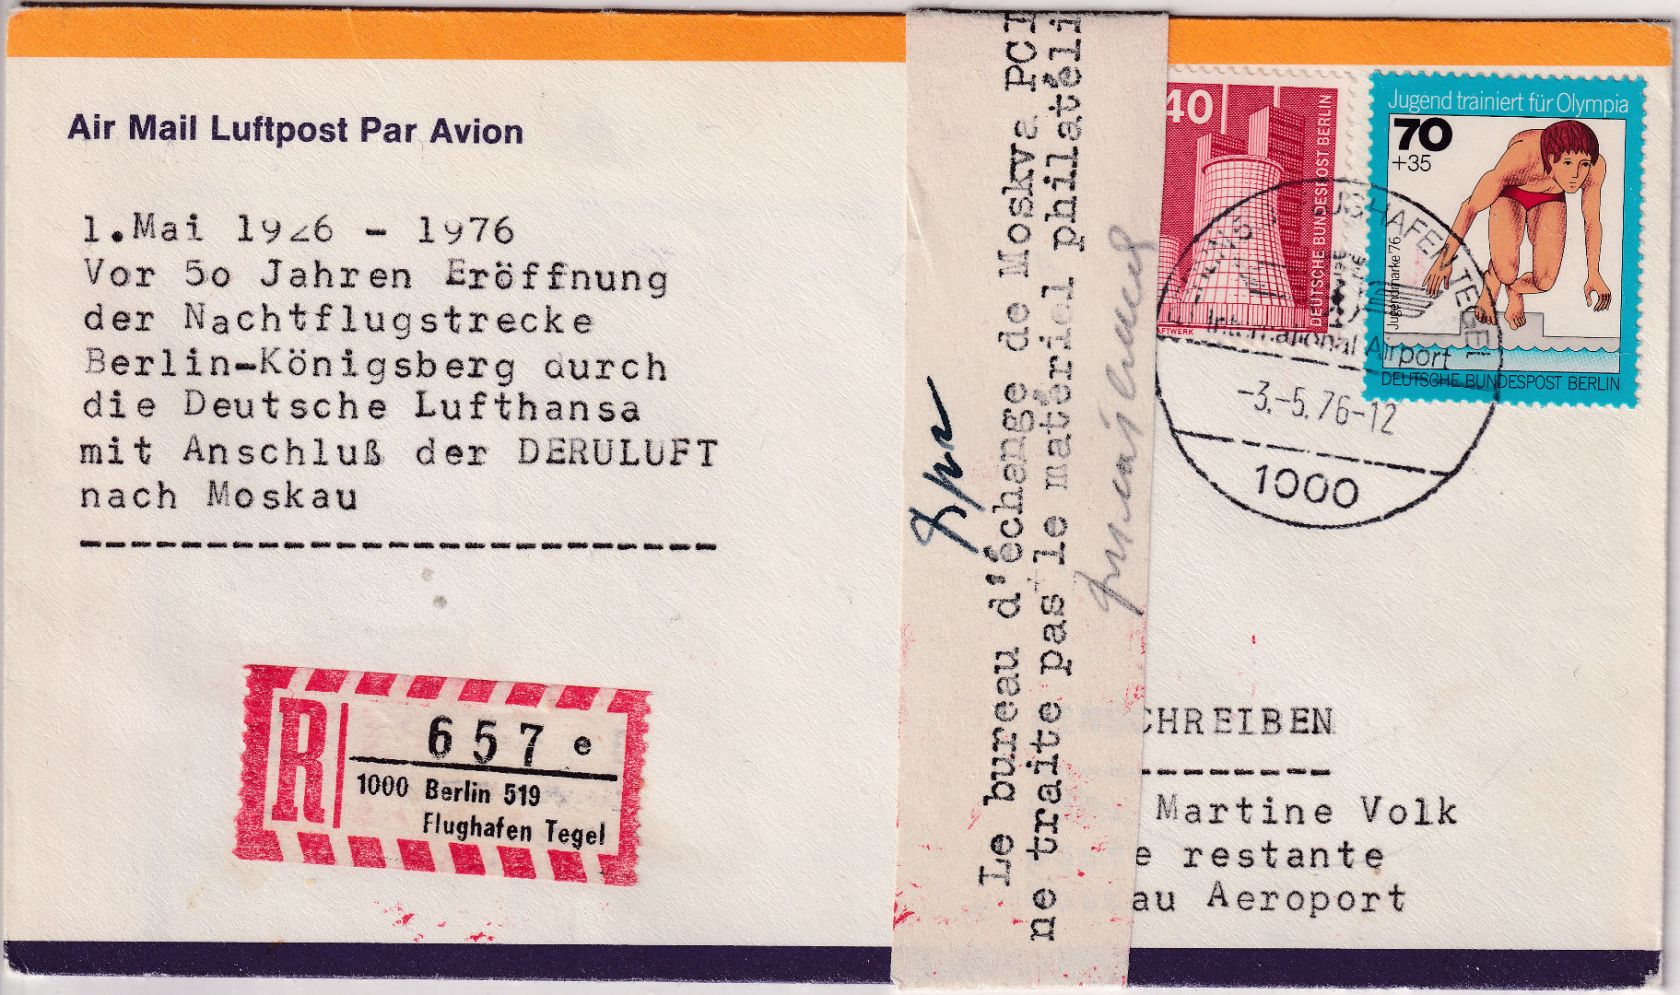 Air Mail Luftpost Par Avion
1.Mai 1926 - 1976
Vor 50 Jahren Eröffnung
der Nachtflugstrecke
Berlin-Königsberg durch
die Deutsche Lufthansa
mit Anschluß der DERULUFT
nach Moskau
R
657 e
1000 Berlin 519
Flughafen Tegel
Le bureau d'échange de Moskva PCI
ne traite pas le matériel philatéli
40
DEUTSCHE BUNDESPOST BERLIN
Jugend trainiert für Olympia
70
+35
Jugendmarke '76
DEUTSCHE BUNDESPOST BERLIN
HAFEN TEGEL
International Airport
-3.-5.76-12
1000
CHREIBEN
Martine Volk
e restante
au Aeroport